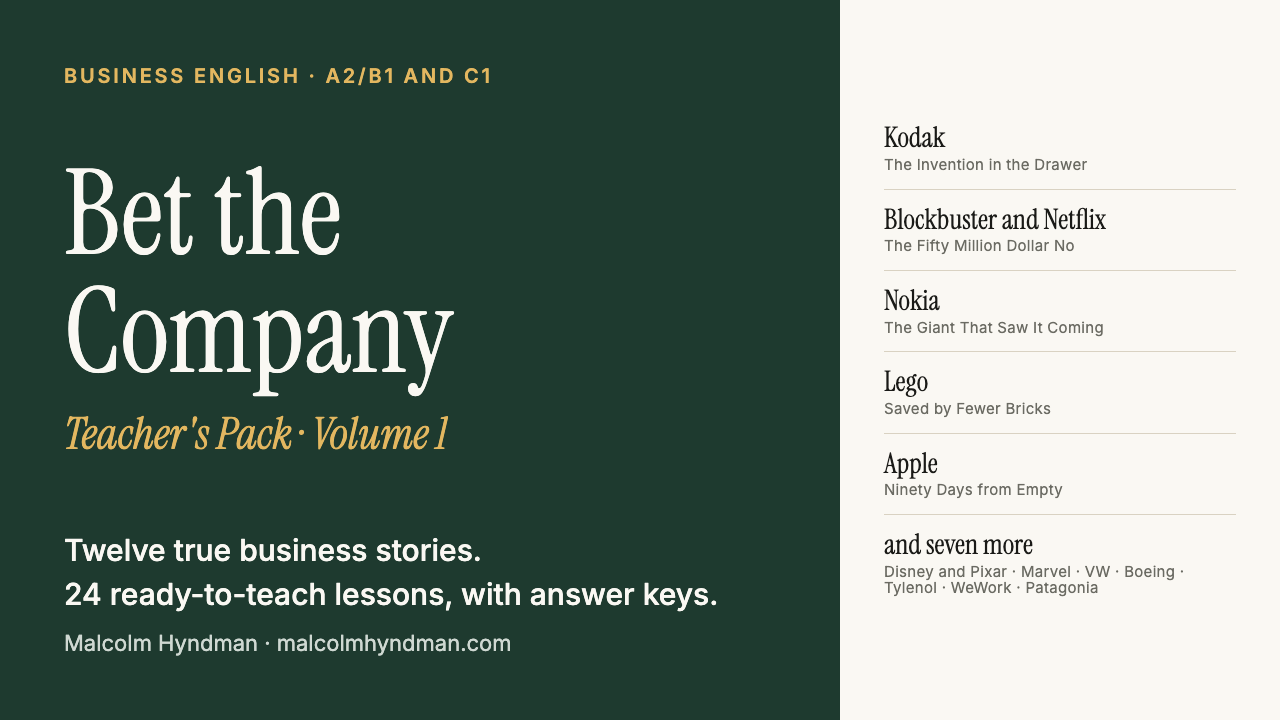 BUSINESS ENGLISH · A2/B1 AND C1
Bet the
Company
Teacher's Pack · Volume 1
Twelve true business stories.
24 ready-to-teach lessons, with answer keys.
Malcolm Hyndman · malcolmhyndman.com
Kodak
The Invention in the Drawer
Blockbuster and Netflix
The Fifty Million Dollar No
Nokia
The Giant That Saw It Coming
Lego
Saved by Fewer Bricks
Apple
Ninety Days from Empty
and seven more
Disney and Pixar · Marvel · VW · Boeing ·
Tylenol · WeWork · Patagonia